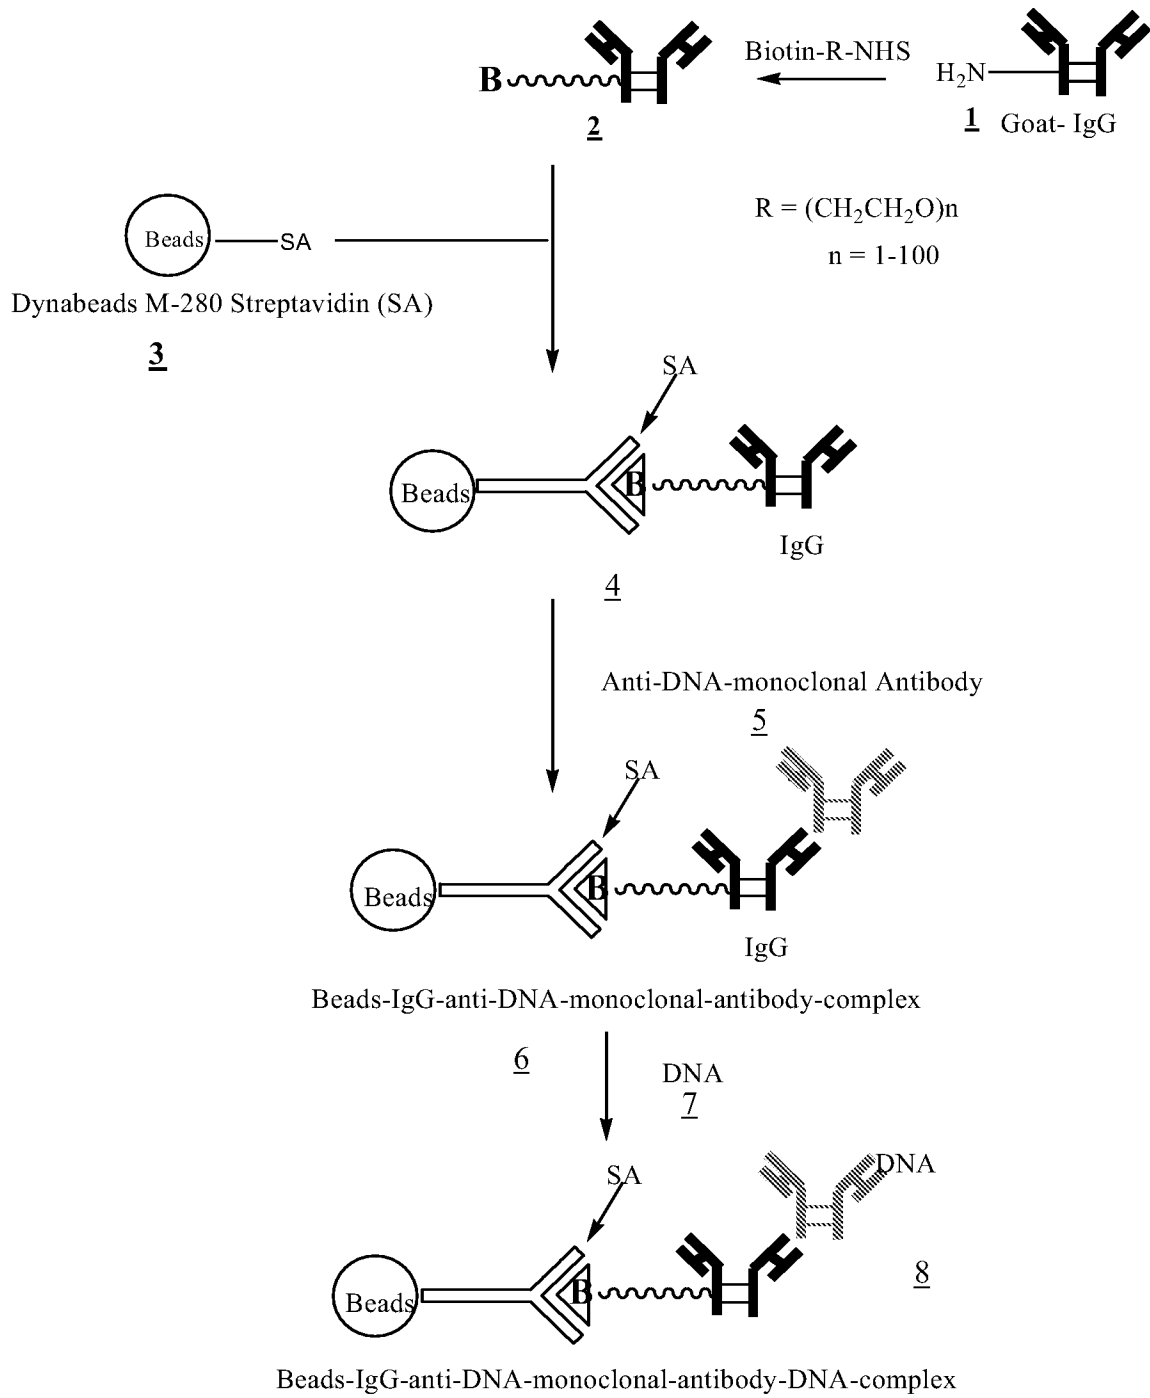 Biotin-R-NHS
H₂N
B
2
1
Goat- IgG
R = (CH₂CH₂O)n
n = 1-100
Beads
SA
Dynabeads M-280 Streptavidin (SA)
3
SA
Beads
B
IgG
4
Anti-DNA-monoclonal Antibody
5
SA
Beads
B
IgG
Beads-IgG-anti-DNA-monoclonal-antibody-complex
6
DNA
7
DNA
SA
8
Beads
B
Beads-IgG-anti-DNA-monoclonal-antibody-DNA-complex